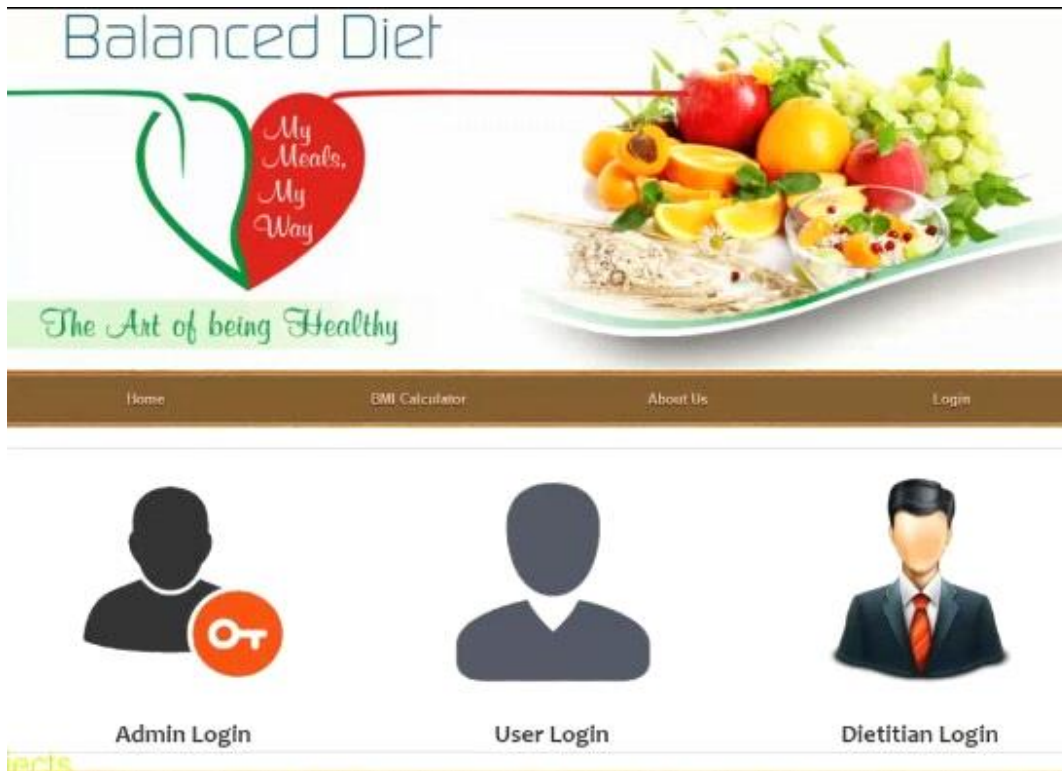 Balanced Diet
My
Meals,
My
Way
The Art of being Healthy
Home BMI Calculator About Us Login
Admin Login User Login Dietitian Login
jects